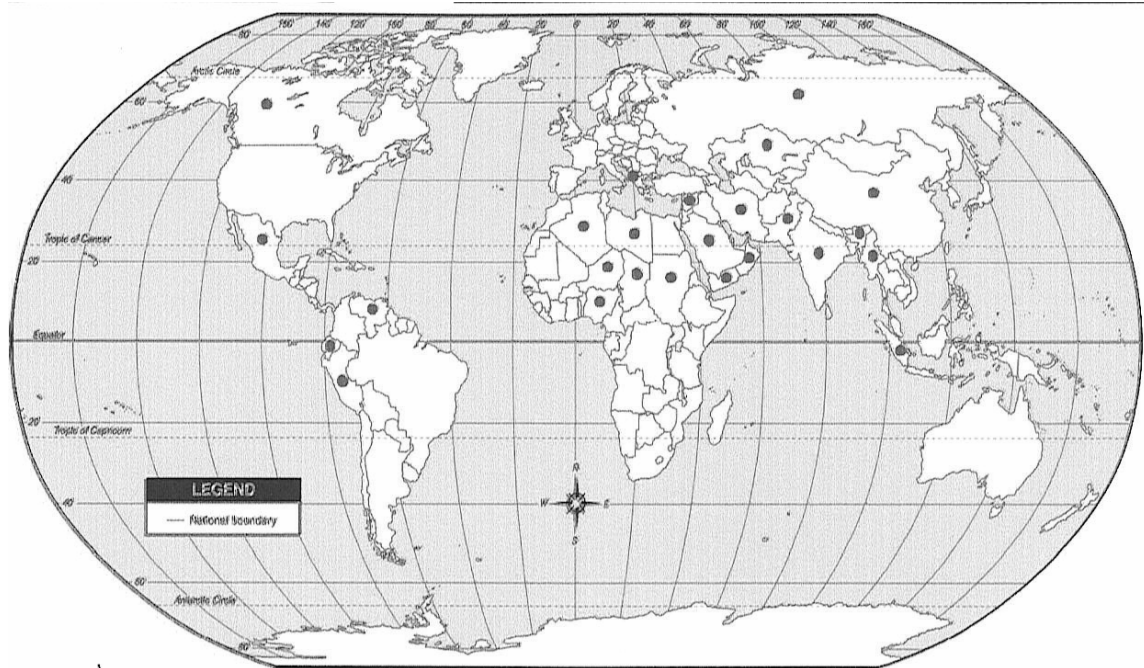 160 140 120 100 80 60 40 20 0 20 40 60 80 100 120 140 160
80
Arctic Circle
60
40
Tropic of Cancer
20
Equator
20
Tropic of Capricorn
LEGEND
National Boundary
N
W E
S
40
60
Antarctic Circle
80